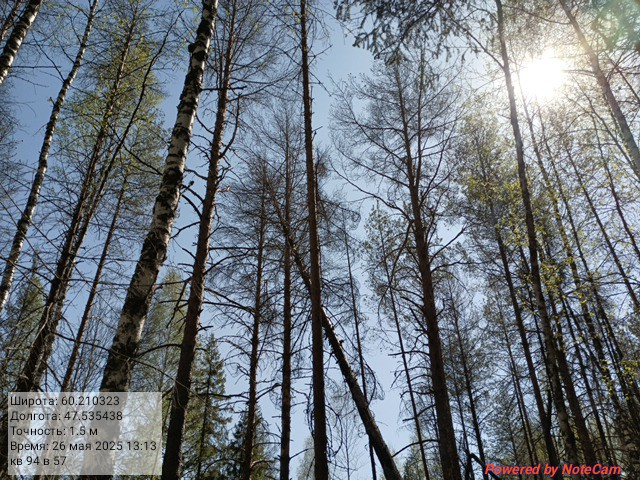 Широта: 60.210323
Долгота: 47.535438
Точность: 1.5 м
Время: 26 мая 2025 13:13
кв 94 в 57
Powered by NoteCam